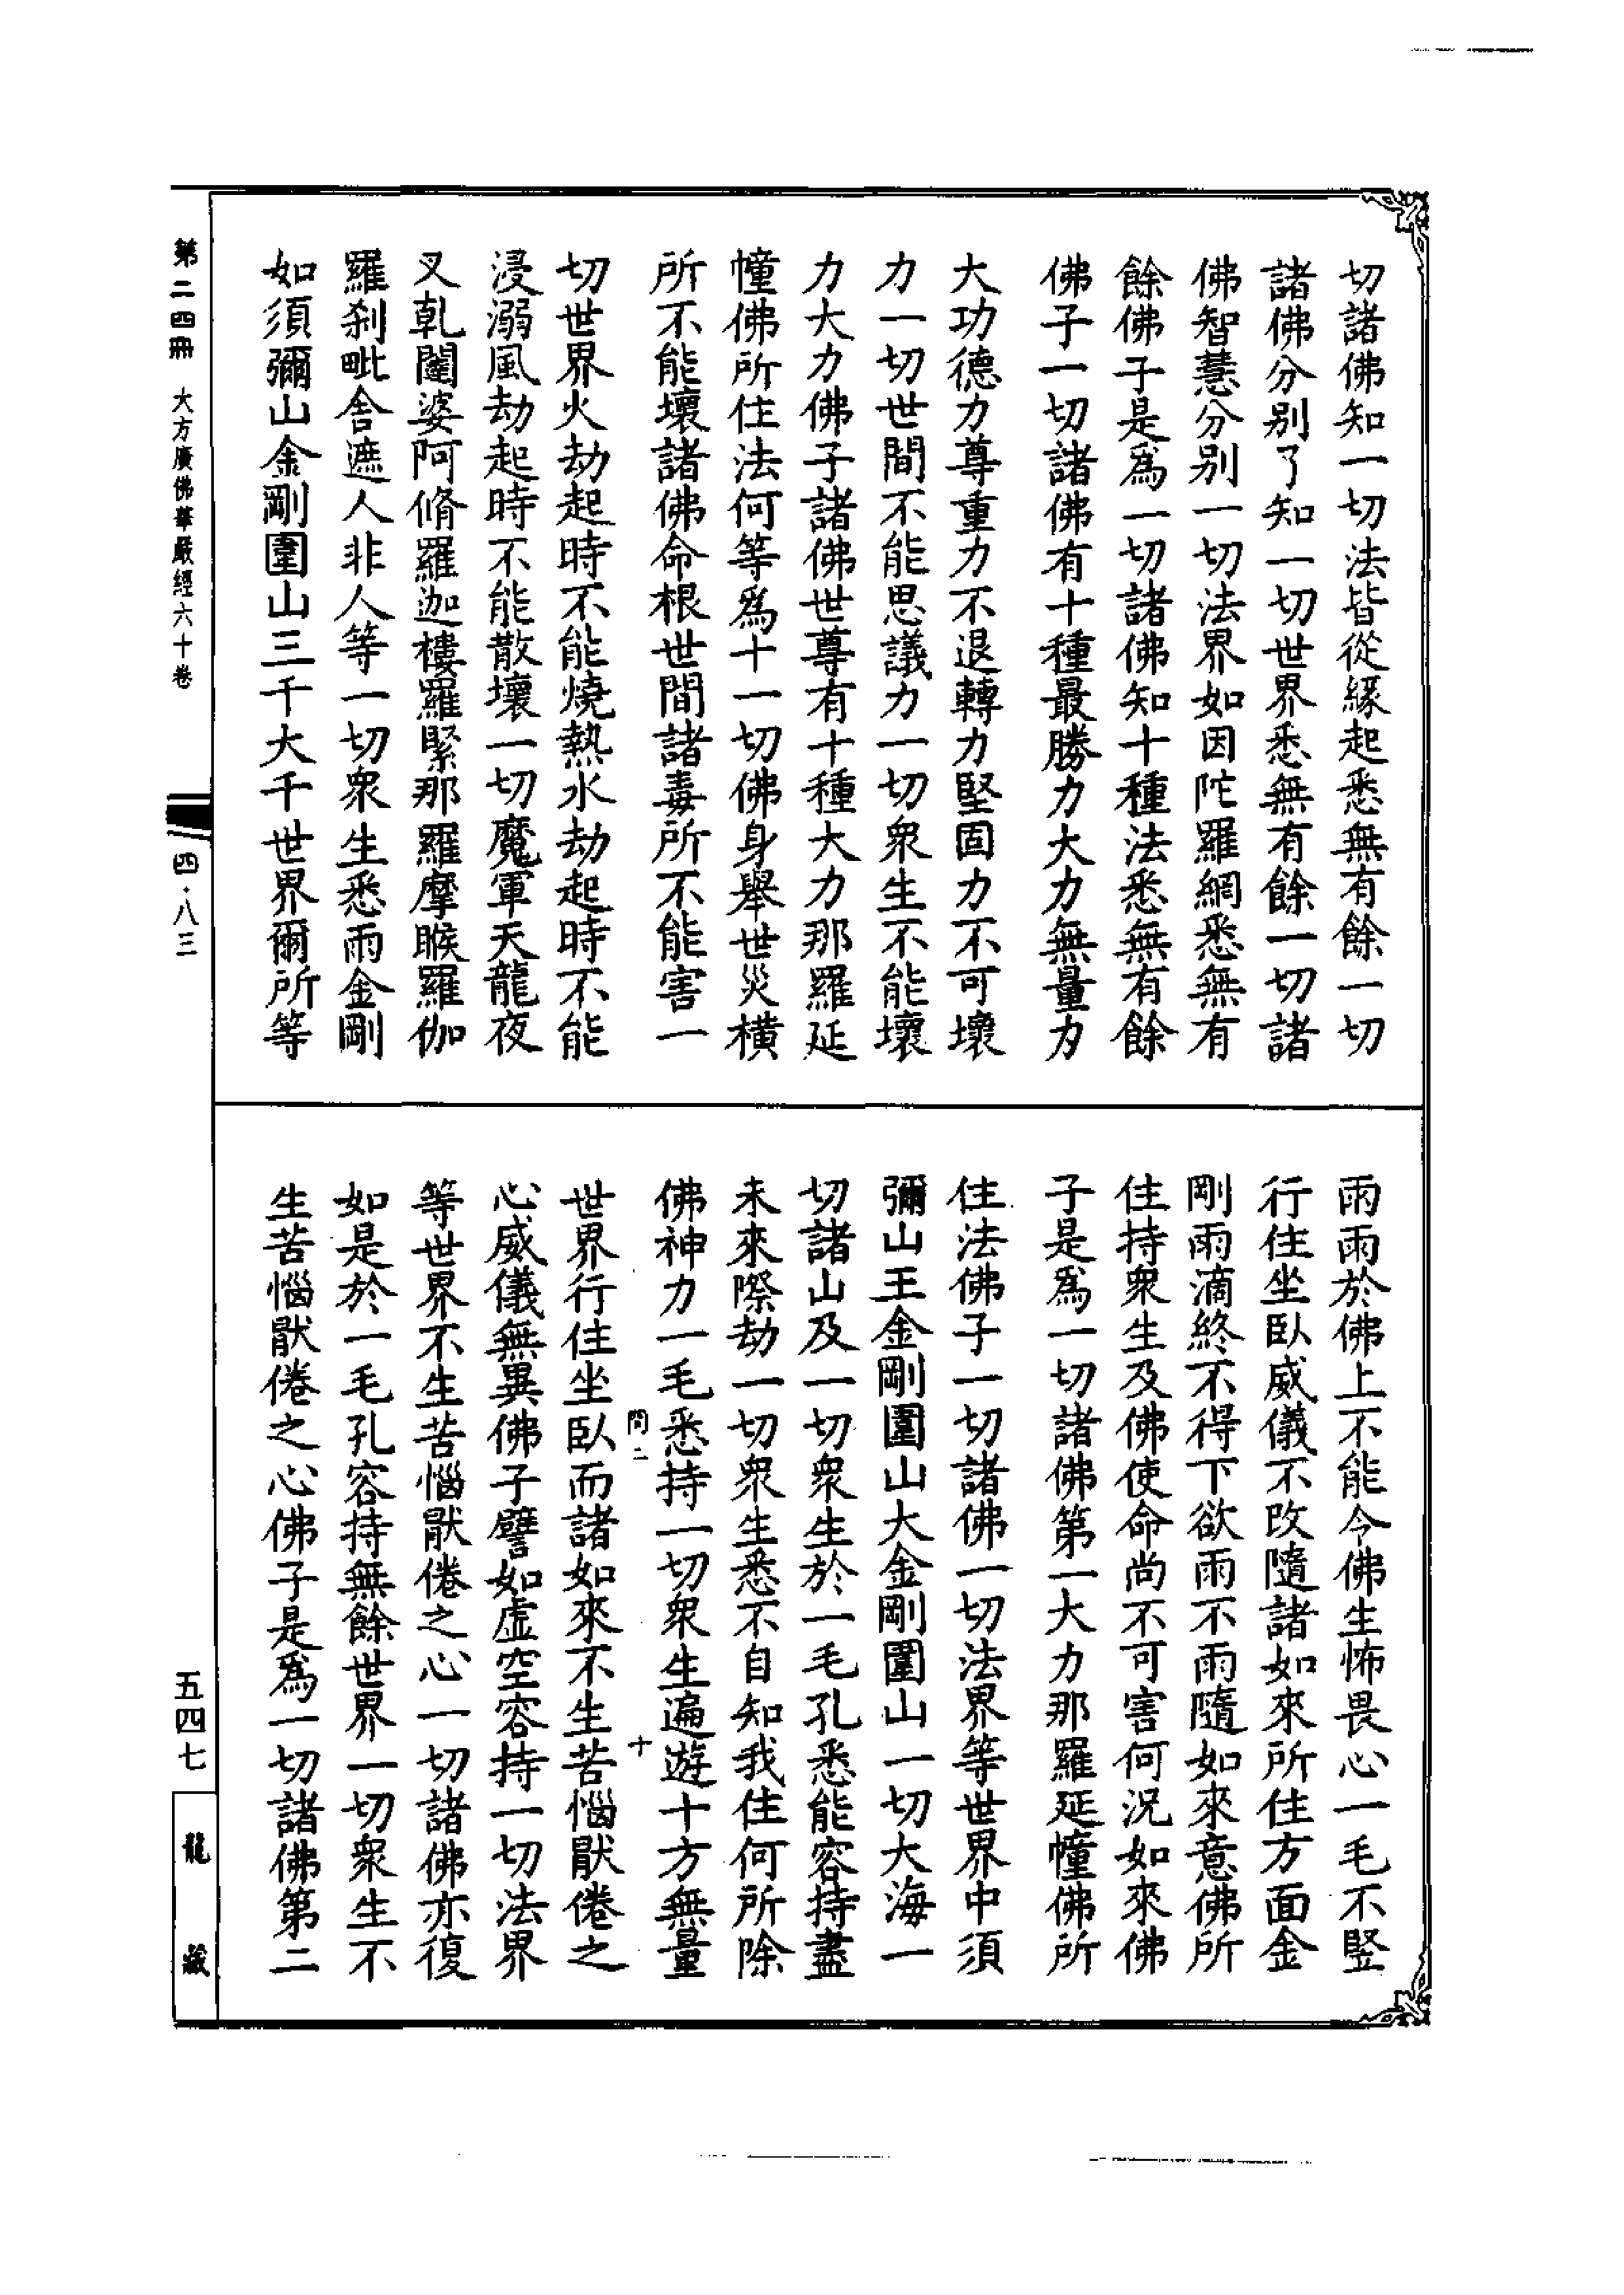 切諸佛知一切法皆從緣起悉無有餘一切
諸佛分别了知一切世界悉無有餘一切諸
佛智慧分别一切法界如因陀羅網悉無有
餘佛子是爲一切諸佛知十種法悉無有餘
佛子一切諸佛有十種最勝力大力無量力
大功德力尊重力不退轉力堅固力不可壞
力一切世間不能思議力一切衆生不能壞
力大力佛子諸佛世尊有十種大力那羅延
幢佛所住法何等爲十一切佛身舉世災横
所不能壞諸佛命根世間諸毒所不能害一
切世界火劫起時不能燒熱水劫起時不能
浸溺風劫起時不能散壞一切魔軍天龍夜
叉乹闥婆阿脩羅迦樓羅緊那羅摩睺羅伽
羅刹毗舎遮人非人等一切衆生悉雨金剛
如須彌山金剛圍山三千大千世界爾所等
雨雨於佛上不能令佛生怖畏心一毛不竪
行住坐臥威儀不改隨諸如來所住方面金
剛雨滴終不得下欲雨不雨隨如來意佛所
住持衆生及佛使命尚不可害何況如來佛
子是爲一切諸佛第一大力那羅延幢佛所
住法佛子一切諸佛一切法界等世界中須
彌山王金剛圍山大金剛圍山一切大海一
切諸山及一切衆生於一毛孔悉能容持盡
未來際劫一切衆生悉不自知我住何所除
佛神力一毛悉持一切衆生遍遊十方無量
問二 十
世界行住坐臥而諸如來不生苦惱厭倦之
心威儀無異佛子譬如虚空容持一切法界
等世界不生苦惱厭倦之心一切諸佛亦復
如是於一毛孔容持無餘世界一切衆生不
生苦惱厭倦之心佛子是爲一切諸佛第二
第二四冊 大方廣佛華嚴經六十卷
四·八三
五四七
龍藏